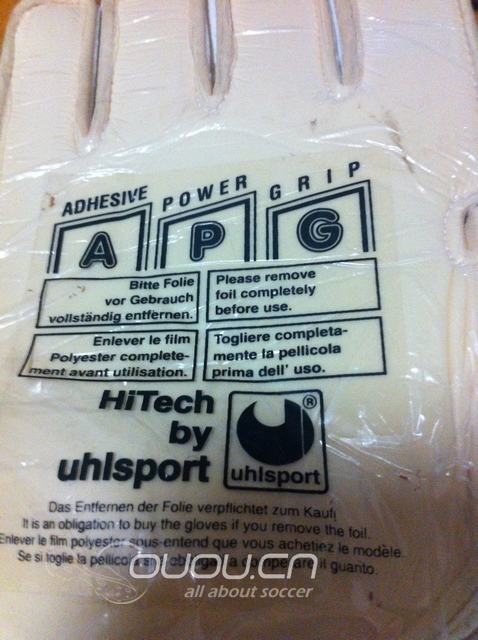 ADHESIVE POWER GRIP
A P G
Bitte Folie
vor Gebrauch
vollständig entfernen.
Please remove
foil completely
before use.
Enlever le film
Polyester complete-
ment avant utilisation.
Togliere completa-
mente la pellicola
prima dell' uso.
HiTech
by
uhlsport
®
uhlsport
Das Entfernen der Folie verpflichtet zum Kauf!
It is an obligation to buy the gloves if you remove the foil.
Enlever le film polyester sous-entend que vous achetiez le modèle.
Se si toglie la pellicola si è a comperare il guanto.
ouou.cn
all about soccer